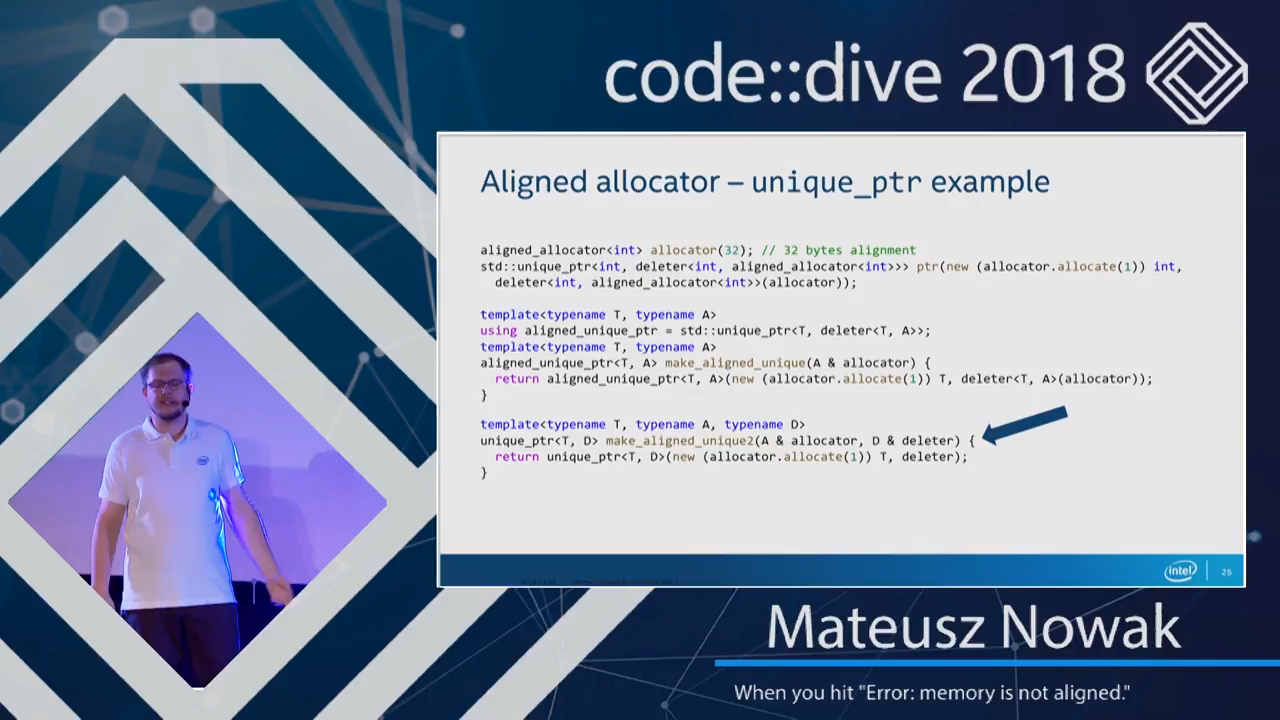 code::dive 2018
Aligned allocator – unique_ptr example
aligned_allocator<int> allocator(32); // 32 bytes alignment
std::unique_ptr<int, deleter<int, aligned_allocator<int>>> ptr(new (allocator.allocate(1)) int,
deleter<int, aligned_allocator<int>>(allocator));
template<typename T, typename A>
using aligned_unique_ptr = std::unique_ptr<T, deleter<T, A>>;
template<typename T, typename A>
aligned_unique_ptr<T, A> make_aligned_unique(A & allocator) {
return aligned_unique_ptr<T, A>(new (allocator.allocate(1)) T, deleter<T, A>(allocator));
}
template<typename T, typename A, typename D>
unique_ptr<T, D> make_aligned_unique2(A & allocator, D & deleter) {
return unique_ptr<T, D>(new (allocator.allocate(1)) T, deleter);
}
intel 25
Mateusz Nowak
When you hit "Error: memory is not aligned."